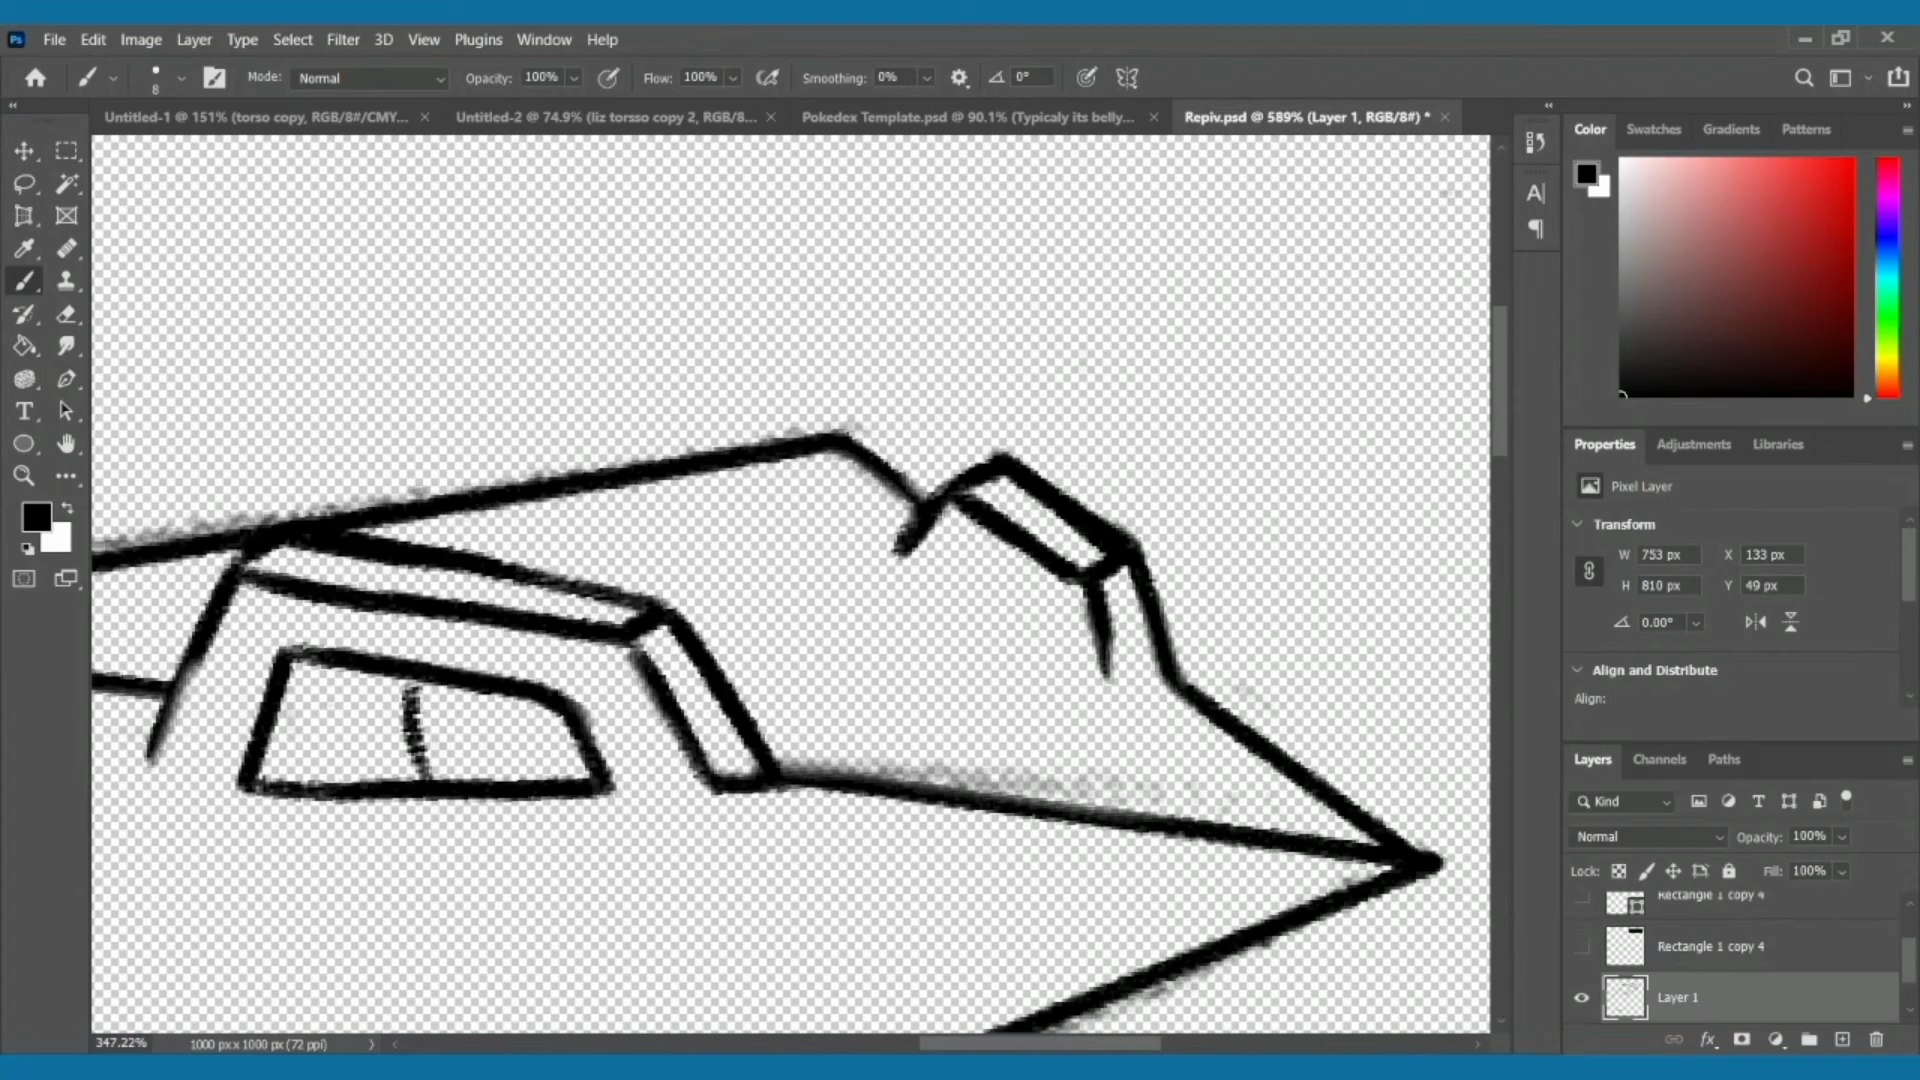 Ps File Edit Image Layer Type Select Filter 3D View Plugins Window Help
8 Mode: Normal Opacity: 100% Flow: 100% Smoothing: 0% 0°
Untitled-1 @ 151% (torso copy, RGB/8#/CMY... Untitled-2 @ 74.9% (liz torsso copy 2, RGB/8... Pokedex Template.psd @ 90.1% (Typicaly its belly... Repiv.psd @ 589% (Layer 1, RGB/8#) *
Color Swatches Gradients Patterns
Properties Adjustments Libraries
Pixel Layer
Transform
W 753 px X 133 px
H 810 px Y 49 px
0.00°
Align and Distribute
Align:
Layers Channels Paths
Kind
Normal Opacity: 100%
Lock: Fill: 100%
Rectangle 1 copy 4
Rectangle 1 copy 4
Layer 1
347.22% 1000 px x 1000 px (72 ppi)